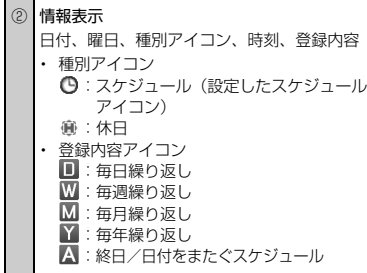 ② 情報表示
日付、曜日、種別アイコン、時刻、登録内容
・ 種別アイコン
：スケジュール（設定したスケジュール
アイコン）
㊡：休日
・ 登録内容アイコン
D：毎日繰り返し
W：毎週繰り返し
M：毎月繰り返し
Y：毎年繰り返し
A：終日／日付をまたぐスケジュール